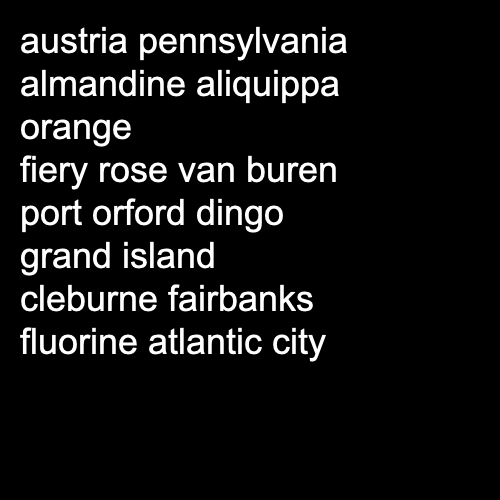 austria pennsylvania
almandine aliquippa
orange
fiery rose van buren
port orford dingo
grand island
cleburne fairbanks
fluorine atlantic city